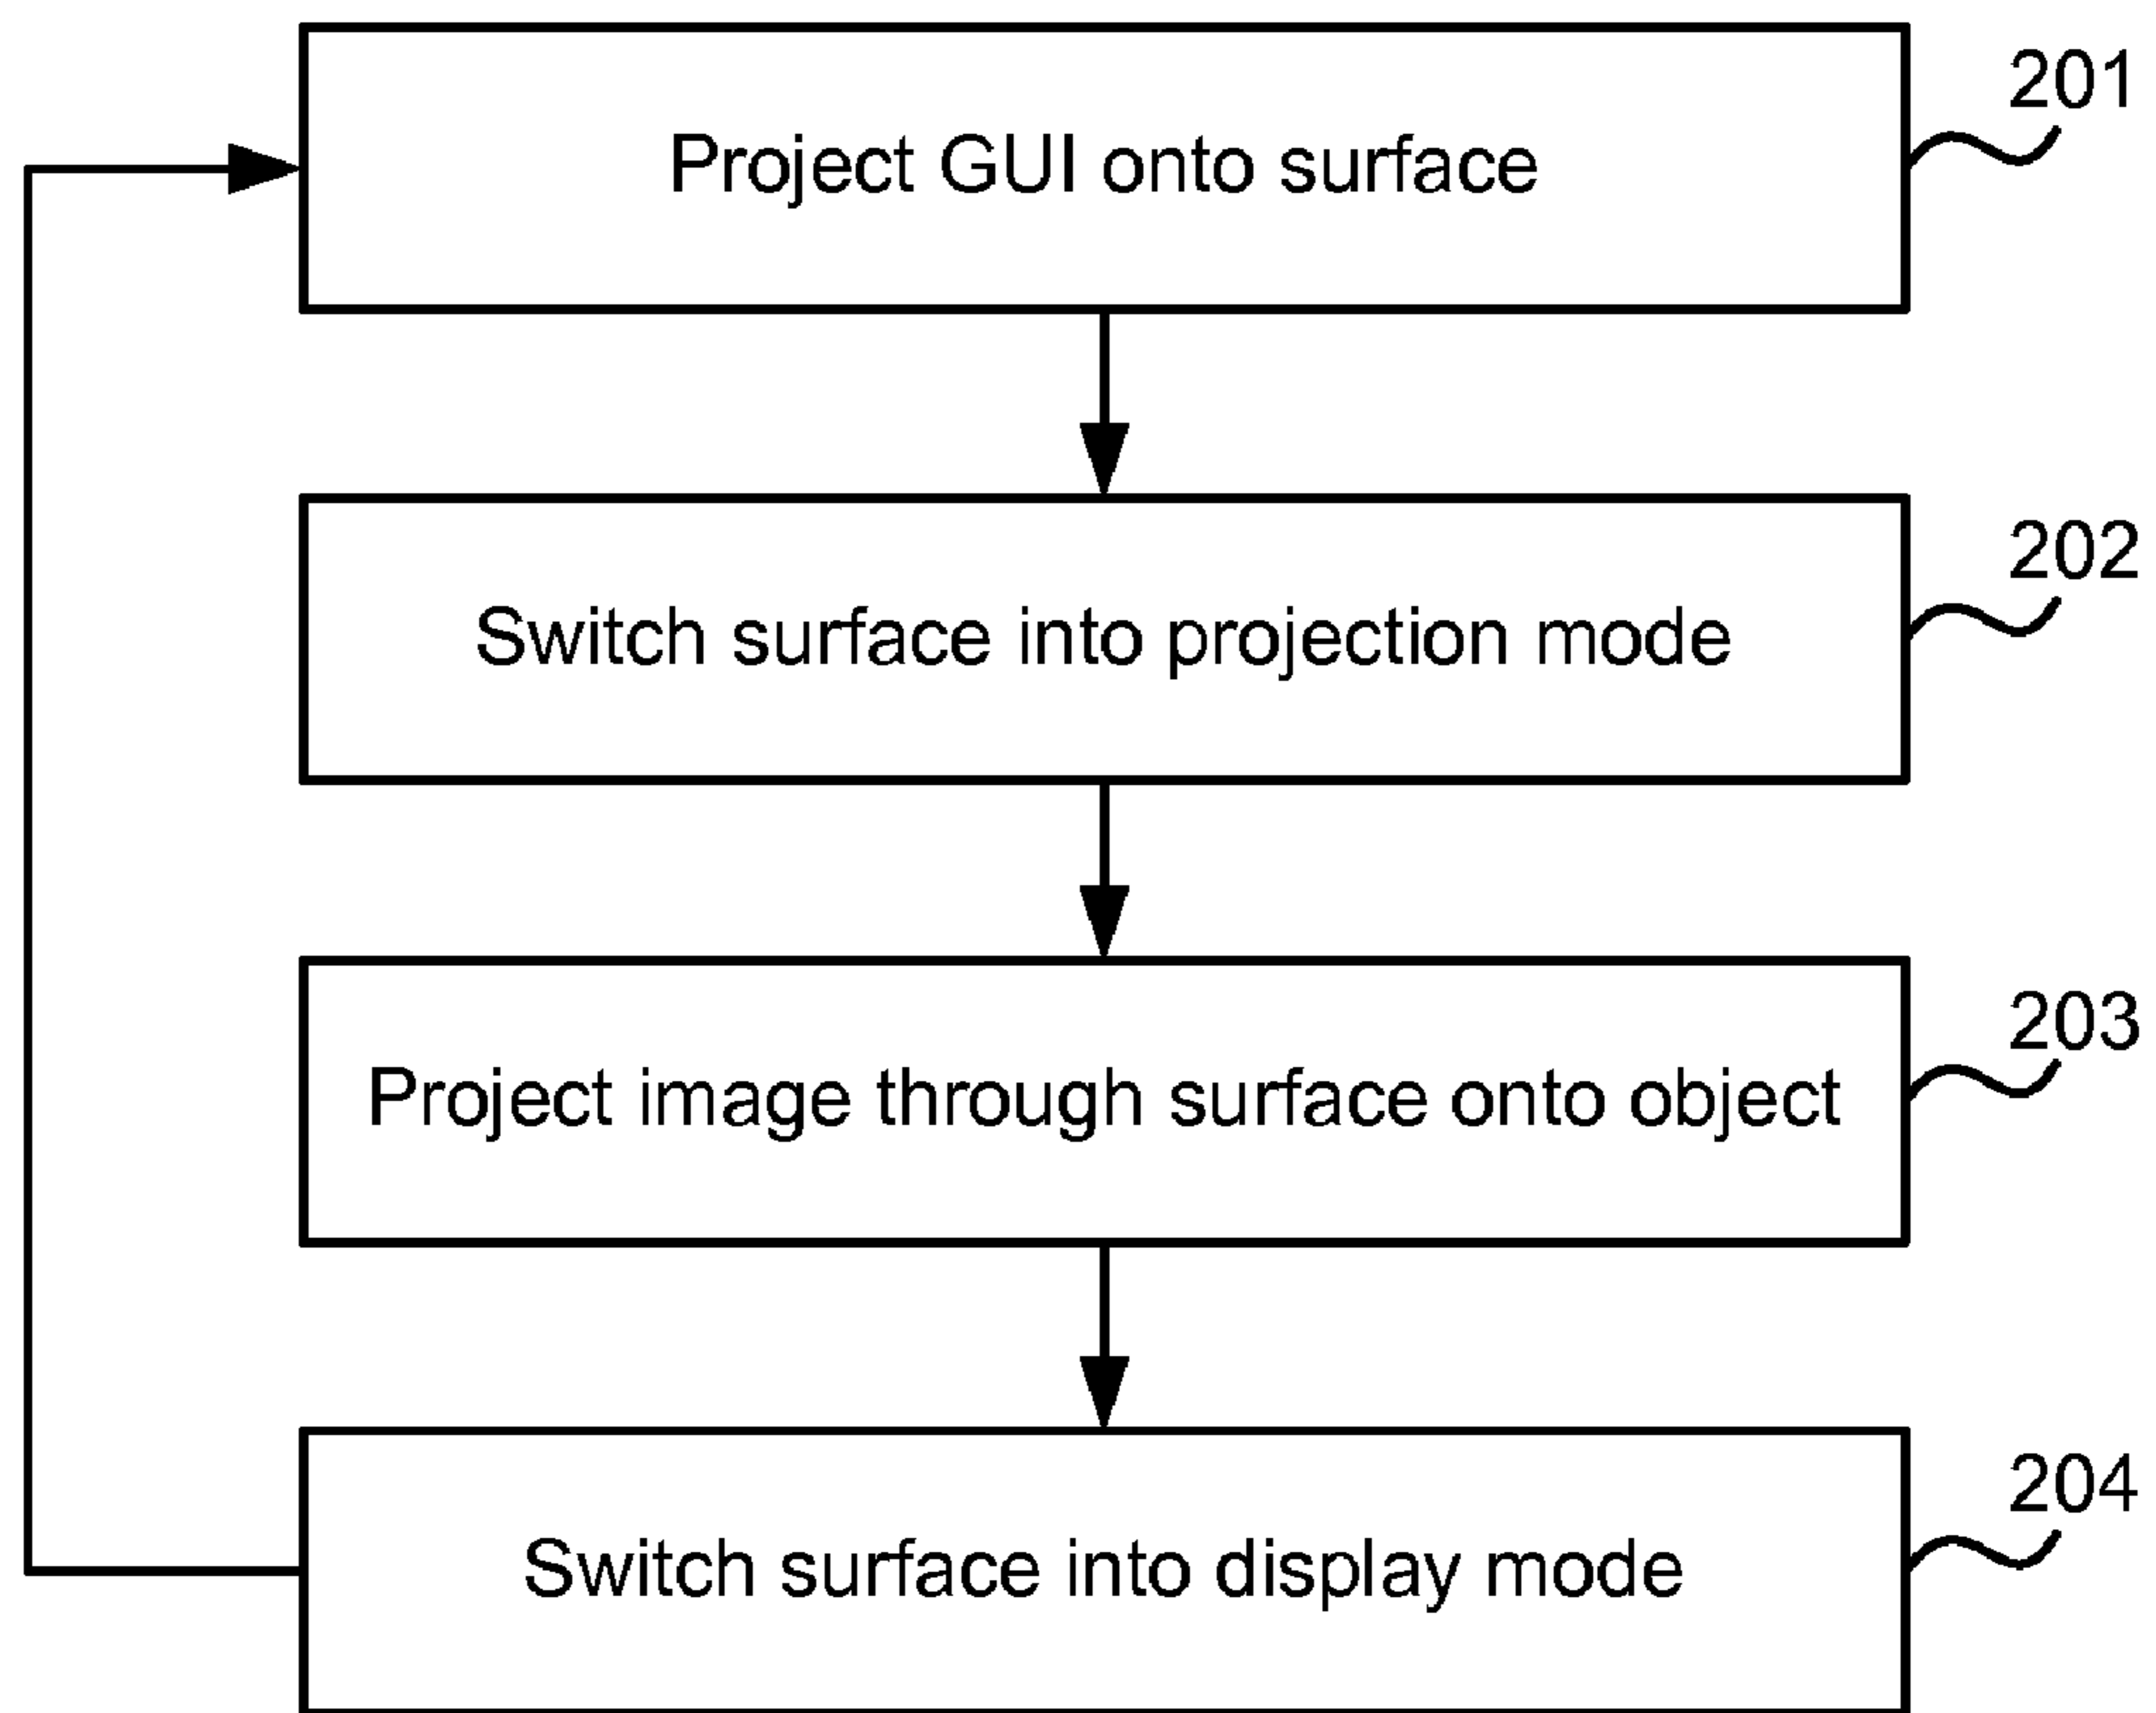 Project GUI onto surface
201
Switch surface into projection mode
202
Project image through surface onto object
203
Switch surface into display mode
204